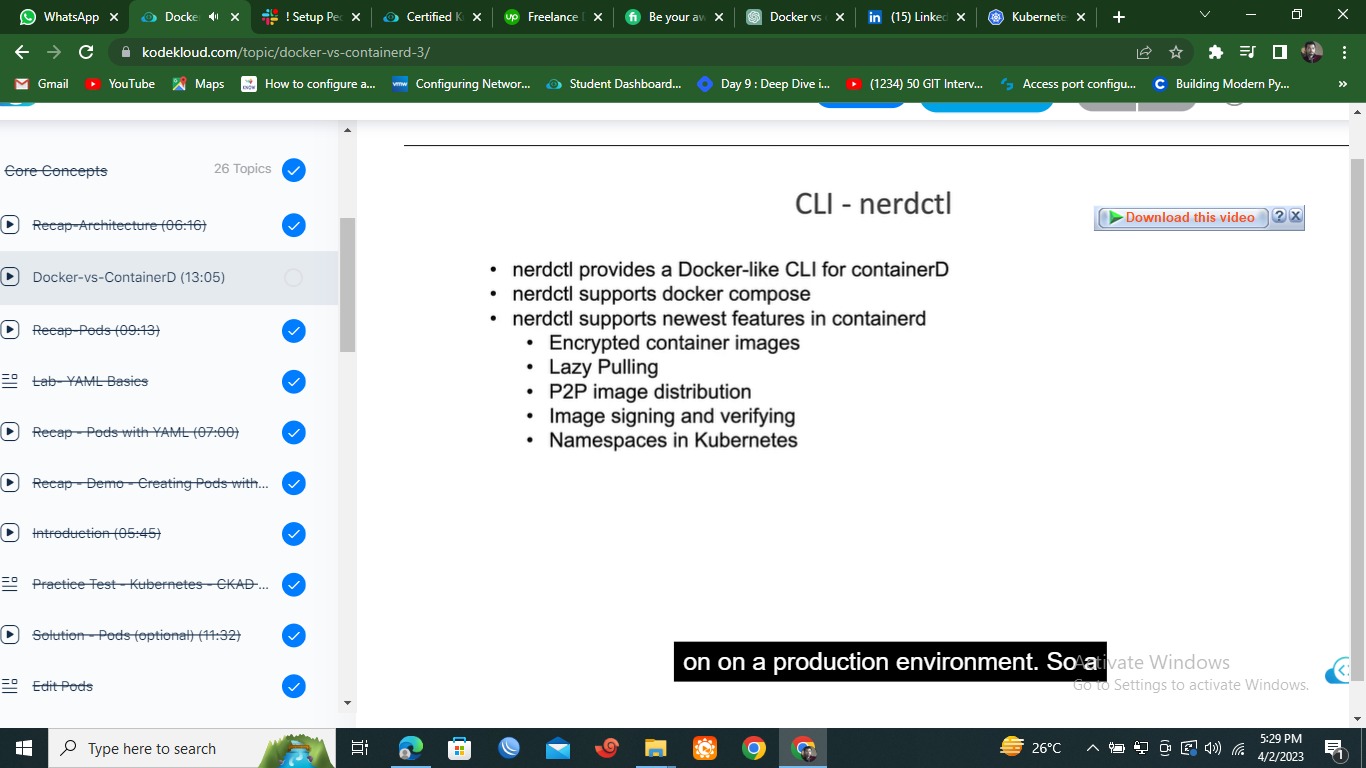 WhatsApp
Docke
! Setup Pe
Certified K
Freelance
Be your
Docker vs
(15) Linked
Kubernete
kodekloud.com/topic/docker-vs-containerd-3/
Gmail
YouTube
Maps
How to configure a...
Configuring Networ...
Student Dashboard...
Day 9 : Deep Dive i...
(1234) 50 GIT Interv...
Access port configu...
Building Modern Py...
»
Core Concepts
26 Topics
Recap-Architecture (06:16)
Docker-vs-ContainerD (13:05)
Recap-Pods (09:13)
Lab- YAML Basics
Recap - Pods with YAML (07:00)
Recap - Demo - Creating Pods with...
Introduction (05:45)
Practice Test - Kubernetes - CKAD -...
Solution - Pods (optional) (11:32)
Edit Pods
CLI - nerdctl
Download this video
• nerdctl provides a Docker-like CLI for containerD
• nerdctl supports docker compose
• nerdctl supports newest features in containerd
• Encrypted container images
• Lazy Pulling
• P2P image distribution
• Image signing and verifying
• Namespaces in Kubernetes
on on a production environment. So a
Activate Windows
Go to Settings to activate Windows.
Type here to search
26°C
5:29 PM
4/2/2023
1